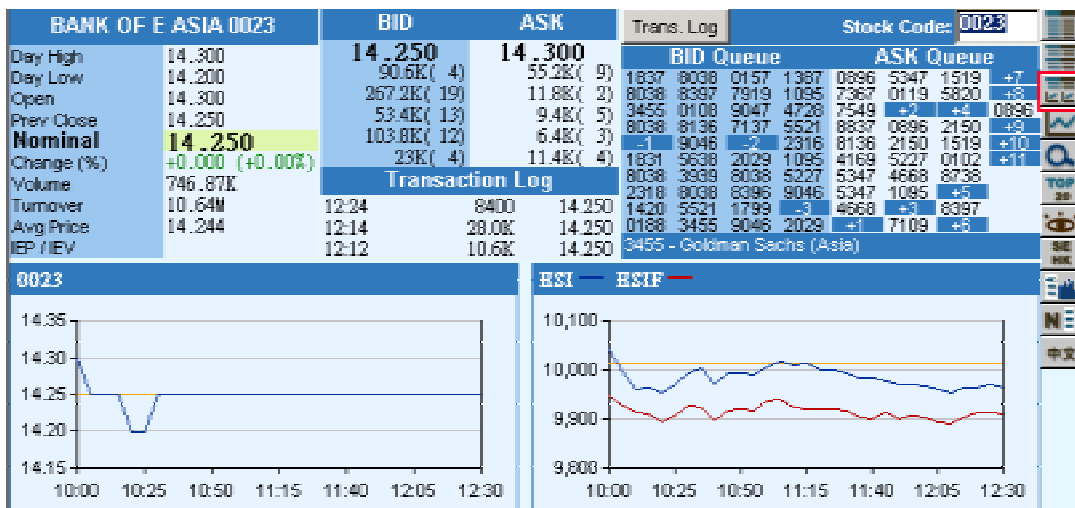 BANK OF E ASIA 0023
Day High 14.300
Day Low 14.200
Open 14.300
Prev Close 14.250
Nominal 14.250
Change (%) +0.000 (+0.00%)
Volume 746.87K
Turnover 10.64M
Avg Price 14.244
IEP / IEV
BID ASK
14.250 14.300
90.6K( 4) 55.2K( 9)
267.2K( 19) 11.8K( 2)
53.4K( 13) 9.4K( 5)
103.8K( 12) 6.4K( 3)
23K( 4) 11.4K( 4)
Transaction Log
12:24 8400 14.250
12:14 28.0K 14.250
12:12 10.6K 14.250
Trans. Log Stock Code: 0023
BID Queue ASK Queue
1837 8038 0157 1387 0896 5347 1519 +7
8038 8397 7919 1095 7367 0119 5820 +8
3455 0108 9047 4728 7549 +2 +4 0896
8038 8136 7137 5521 8837 0896 2150 +9
-1 9046 -2 2316 8136 2150 1519 +10
1831 5638 2029 1095 4169 5227 0102 +11
8038 3939 8038 5227 5347 4668 8738
2318 8038 8396 9046 5347 1095 +5
1420 5521 1799 -3 4668 +3 8397
0188 3455 9046 2029 +1 7109 +6
3455 - Goldman Sachs (Asia)
TOP
20
SE
HK
N
中文
0023
14.35
14.30
14.25
14.20
14.15
10:00 10:25 10:50 11:15 11:40 12:05 12:30
HSI HSIF
10,100
10,000
9,900
9,800
10:00 10:25 10:50 11:15 11:40 12:05 12:30